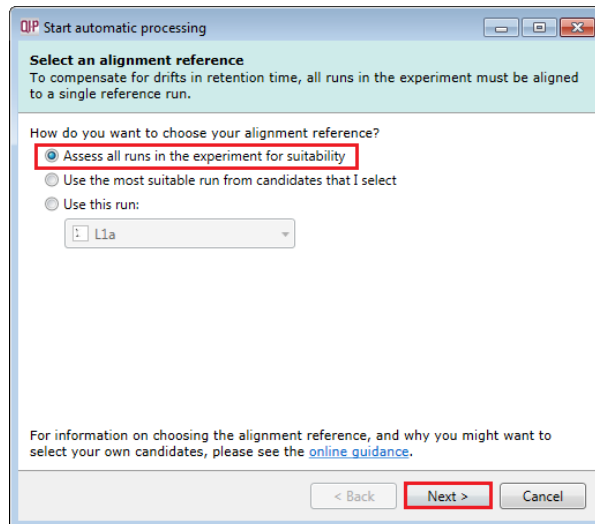 QIP Start automatic processing
Select an alignment reference
To compensate for drifts in retention time, all runs in the experiment must be aligned
to a single reference run.
How do you want to choose your alignment reference?
Assess all runs in the experiment for suitability
Use the most suitable run from candidates that I select
Use this run:
L1a
For information on choosing the alignment reference, and why you might want to
select your own candidates, please see the online guidance.
< Back Next > Cancel